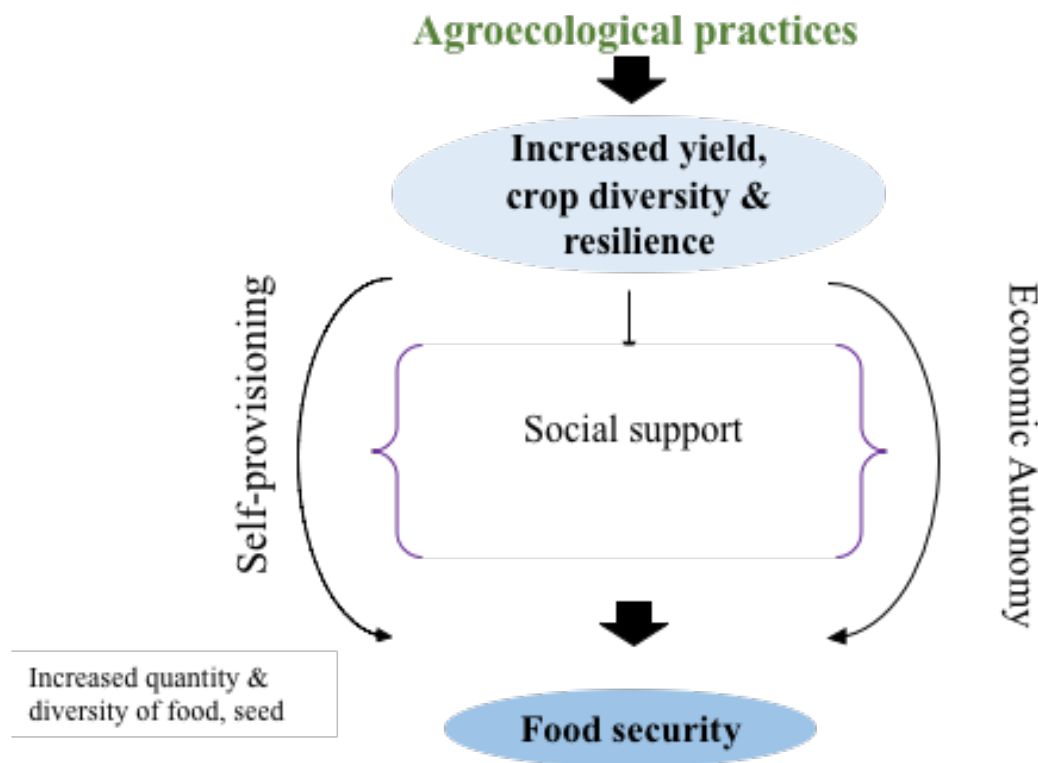 Agroecological practices
Increased yield,
crop diversity &
resilience
Self-provisioning
Economic Autonomy
Social support
Increased quantity &
diversity of food, seed
Food security